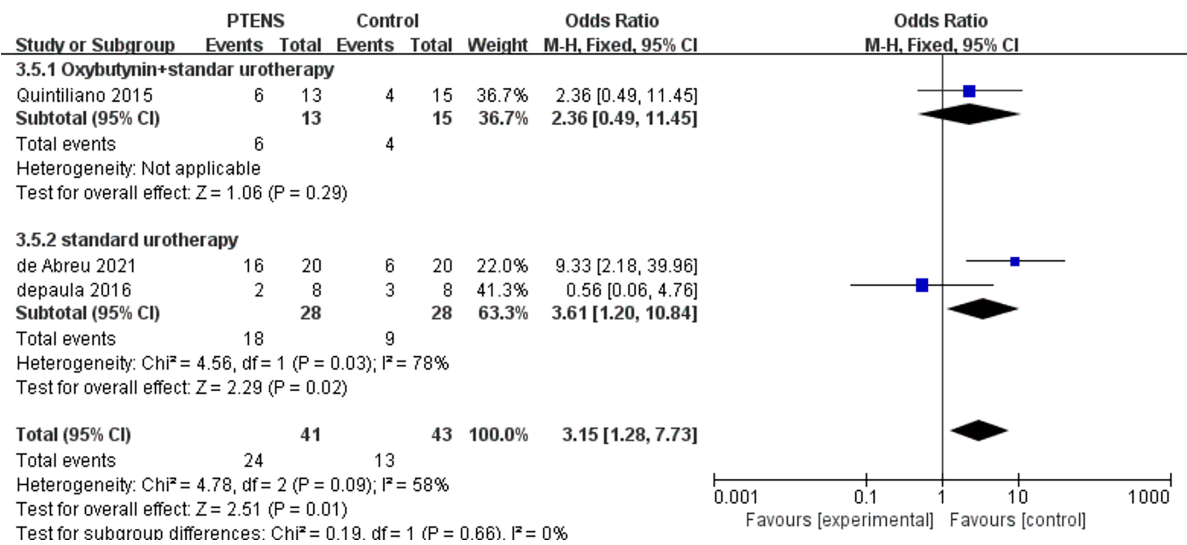 PTENS Control Odds Ratio Odds Ratio
Study or Subgroup Events Total Events Total Weight M-H, Fixed, 95% CI M-H, Fixed, 95% CI
3.5.1 Oxybutynin+standar urotherapy
Quintiliano 2015 6 13 4 15 36.7% 2.36 [0.49, 11.45]
Subtotal (95% CI) 13 15 36.7% 2.36 [0.49, 11.45]
Total events 6 4
Heterogeneity: Not applicable
Test for overall effect: Z = 1.06 (P = 0.29)
3.5.2 standard urotherapy
de Abreu 2021 16 20 6 20 22.0% 9.33 [2.18, 39.96]
depaula 2016 2 8 3 8 41.3% 0.56 [0.06, 4.76]
Subtotal (95% CI) 28 28 63.3% 3.61 [1.20, 10.84]
Total events 18 9
Heterogeneity: Chi² = 4.56, df = 1 (P = 0.03); I² = 78%
Test for overall effect: Z = 2.29 (P = 0.02)
Total (95% CI) 41 43 100.0% 3.15 [1.28, 7.73]
Total events 24 13
Heterogeneity: Chi² = 4.78, df = 2 (P = 0.09); I² = 58%
Test for overall effect: Z = 2.51 (P = 0.01)
Test for subgroup differences: Chi² = 0.19, df = 1 (P = 0.66), I² = 0%
0.001 0.1 1 10 1000
Favours [experimental] Favours [control]